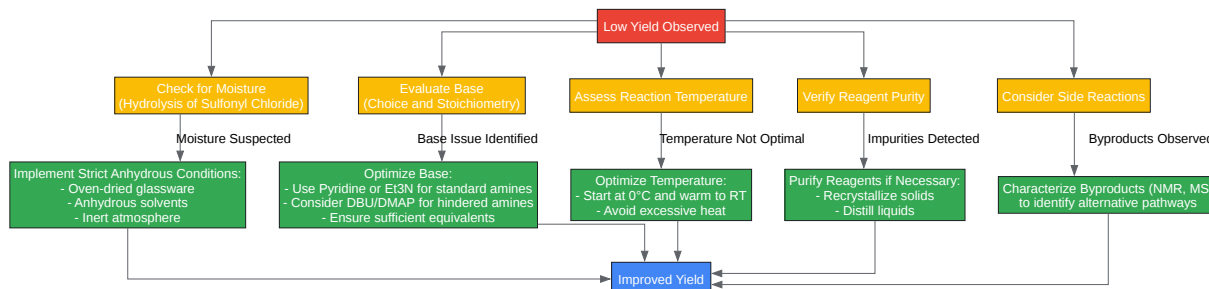 Low Yield Observed
Check for Moisture
(Hydrolysis of Sulfonyl Chloride)
Evaluate Base
(Choice and Stoichiometry)
Assess Reaction Temperature
Verify Reagent Purity
Consider Side Reactions
Moisture Suspected
Base Issue Identified
Temperature Not Optimal
Impurities Detected
Byproducts Observed
Implement Strict Anhydrous Conditions:
- Oven-dried glassware
- Anhydrous solvents
- Inert atmosphere
Optimize Base:
- Use Pyridine or Et3N for standard amines
- Consider DBU/DMAP for hindered amines
- Ensure sufficient equivalents
Optimize Temperature:
- Start at 0°C and warm to RT
- Avoid excessive heat
Purify Reagents if Necessary:
- Recrystallize solids
- Distill liquids
Characterize Byproducts (NMR, MS
to identify alternative pathways
Improved Yield